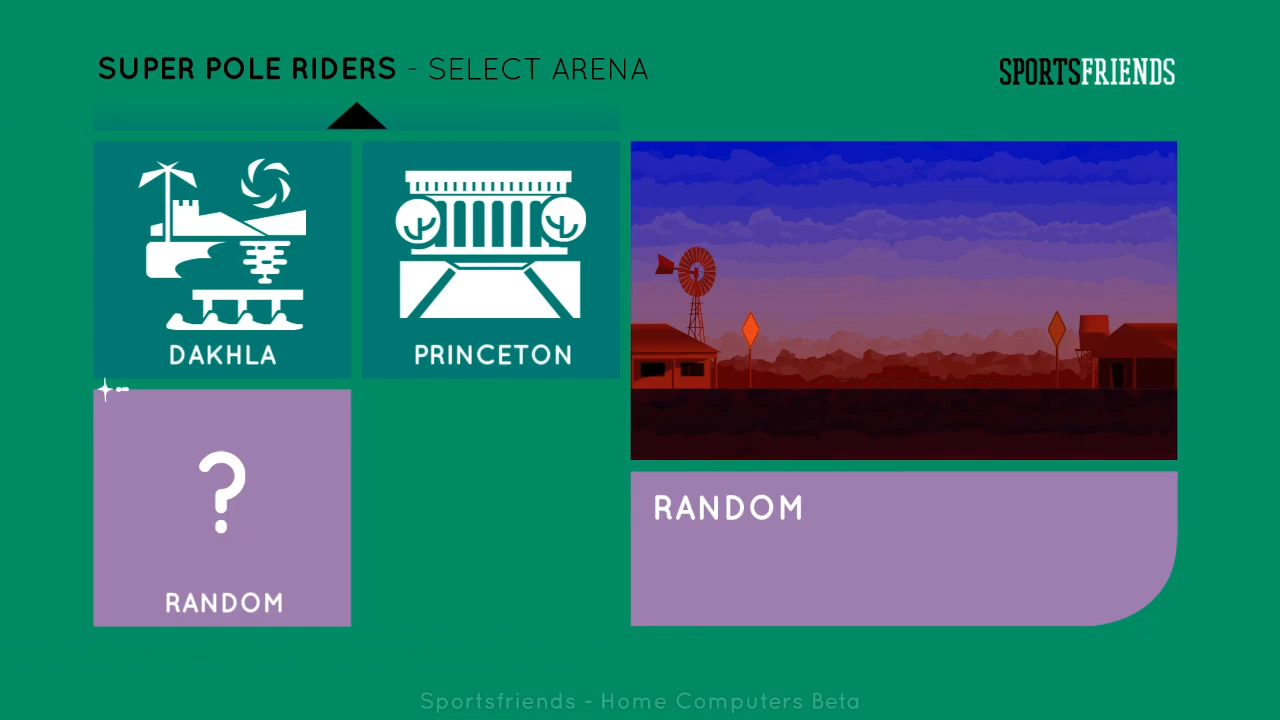 SUPER POLE RIDERS - SELECT ARENA
SPORTSFRIENDS
DAKHLA
PRINCETON
?
RANDOM
RANDOM
Sportsfriends - Home Computers Beta